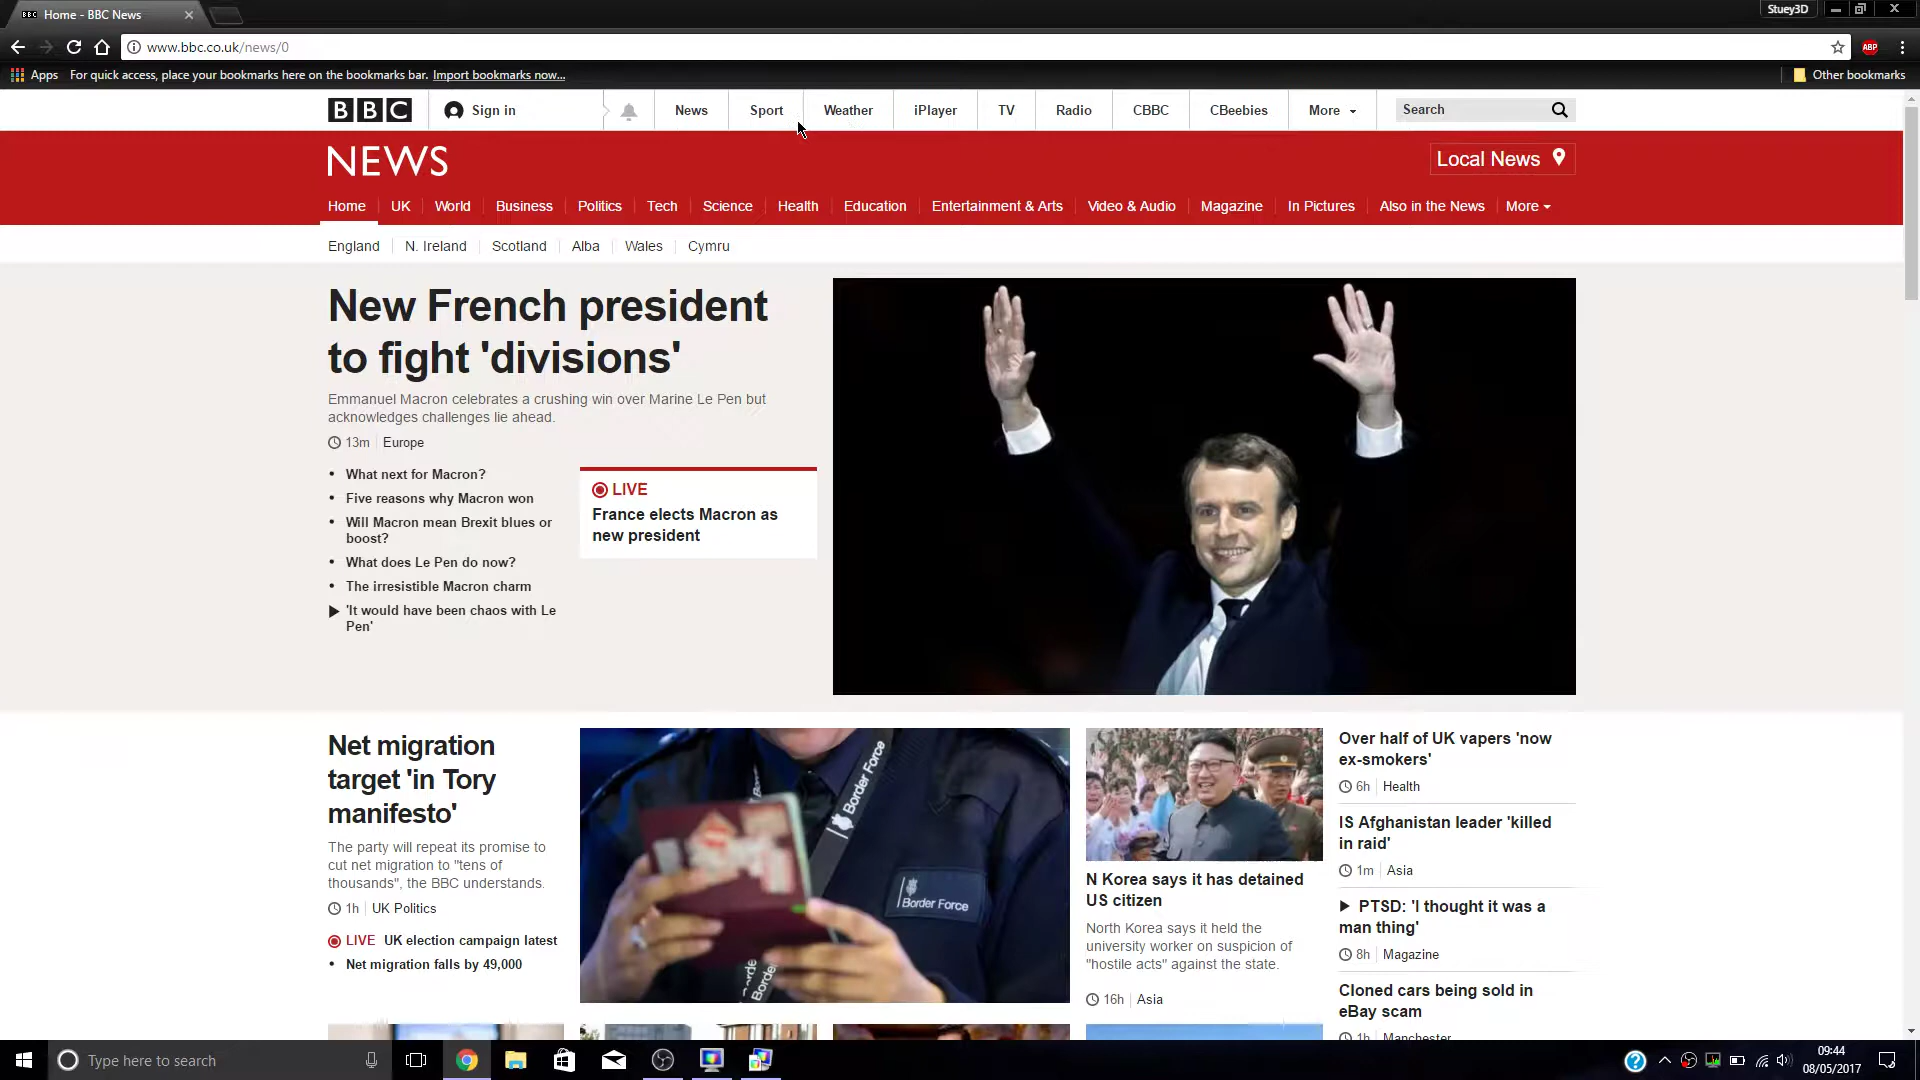 Home - BBC News
Stuey3D
www.bbc.co.uk/news/0
ABP
Apps For quick access, place your bookmarks here on the bookmarks bar. Import bookmarks now...
Other bookmarks
BBC Sign in News Sport Weather iPlayer TV Radio CBBC CBeebies More Search
NEWS
Local News
Home UK World Business Politics Tech Science Health Education Entertainment & Arts Video & Audio Magazine In Pictures Also in the News More
England N. Ireland Scotland Alba Wales Cymru
New French president
to fight 'divisions'
Emmanuel Macron celebrates a crushing win over Marine Le Pen but
acknowledges challenges lie ahead.
13m Europe
What next for Macron?
Five reasons why Macron won
Will Macron mean Brexit blues or
boost?
What does Le Pen do now?
The irresistible Macron charm
'It would have been chaos with Le
Pen'
LIVE
France elects Macron as
new president
Net migration
target 'in Tory
manifesto'
The party will repeat its promise to
cut net migration to "tens of
thousands", the BBC understands.
1h UK Politics
LIVE UK election campaign latest
Net migration falls by 49,000
Border Force
Border Force
N Korea says it has detained
US citizen
North Korea says it held the
university worker on suspicion of
"hostile acts" against the state.
16h Asia
Over half of UK vapers 'now
ex-smokers'
6h Health
IS Afghanistan leader 'killed
in raid'
1m Asia
PTSD: 'I thought it was a
man thing'
8h Magazine
Cloned cars being sold in
eBay scam
1h Manchester
Type here to search
09:44
08/05/2017